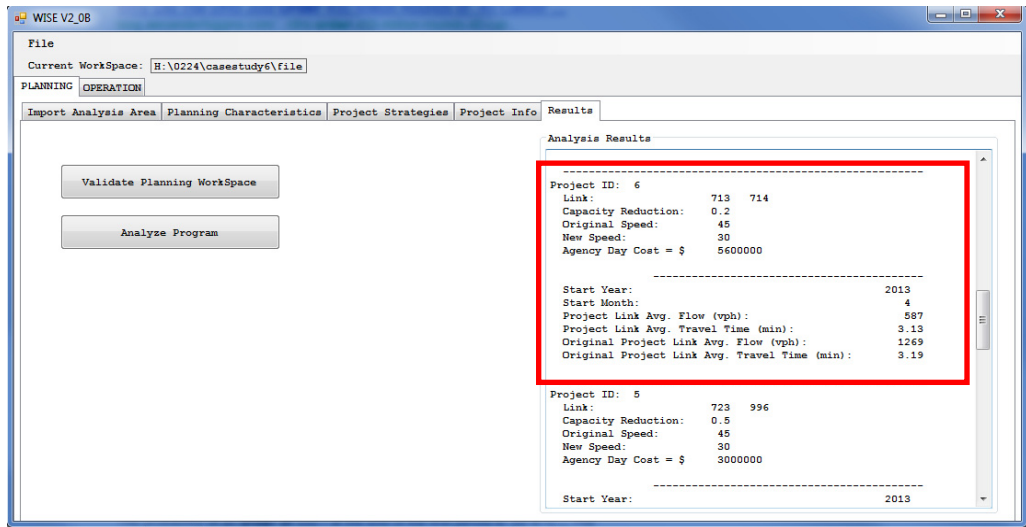 WISE V2_0B
File
Current WorkSpace: H:\0224\casestudy6\file
PLANNING OPERATION
Import Analysis Area Planning Characteristics Project Strategies Project Info Results
Validate Planning WorkSpace
Analyze Program
Analysis Results
--------------------------------------------------------
Project ID: 6
Link: 713 714
Capacity Reduction: 0.2
Original Speed: 45
New Speed: 30
Agency Day Cost = $ 5600000
------------------------------------------
Start Year: 2013
Start Month: 4
Project Link Avg. Flow (vph): 587
Project Link Avg. Travel Time (min): 3.13
Original Project Link Avg. Flow (vph): 1269
Original Project Link Avg. Travel Time (min): 3.19
Project ID: 5
Link: 723 996
Capacity Reduction: 0.5
Original Speed: 45
New Speed: 30
Agency Day Cost = $ 3000000
------------------------------------------
Start Year: 2013